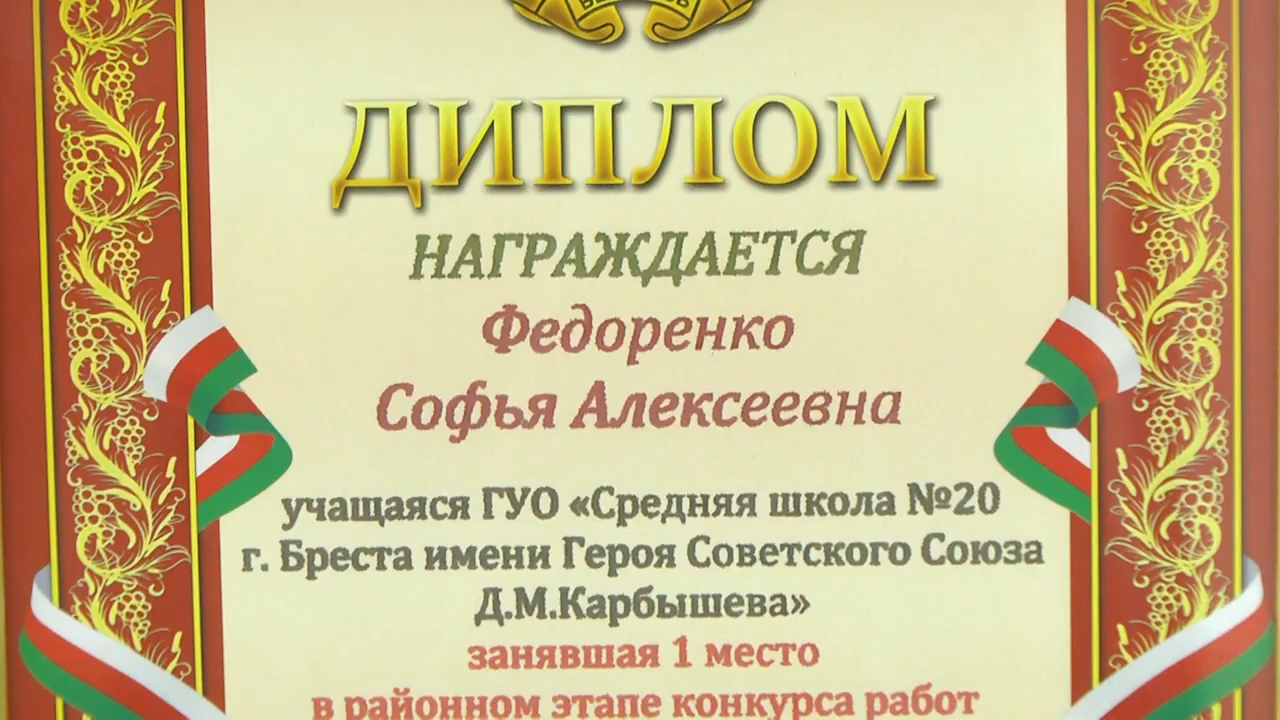 ДИПЛОМ
НАГРАЖДАЕТСЯ
Федоренко
Софья Алексеевна
учащаяся ГУО «Средняя школа №20
г. Бреста имени Героя Советского Союза
Д.М.Карбышева»
занявшая 1 место
в районном этапе конкурса работ